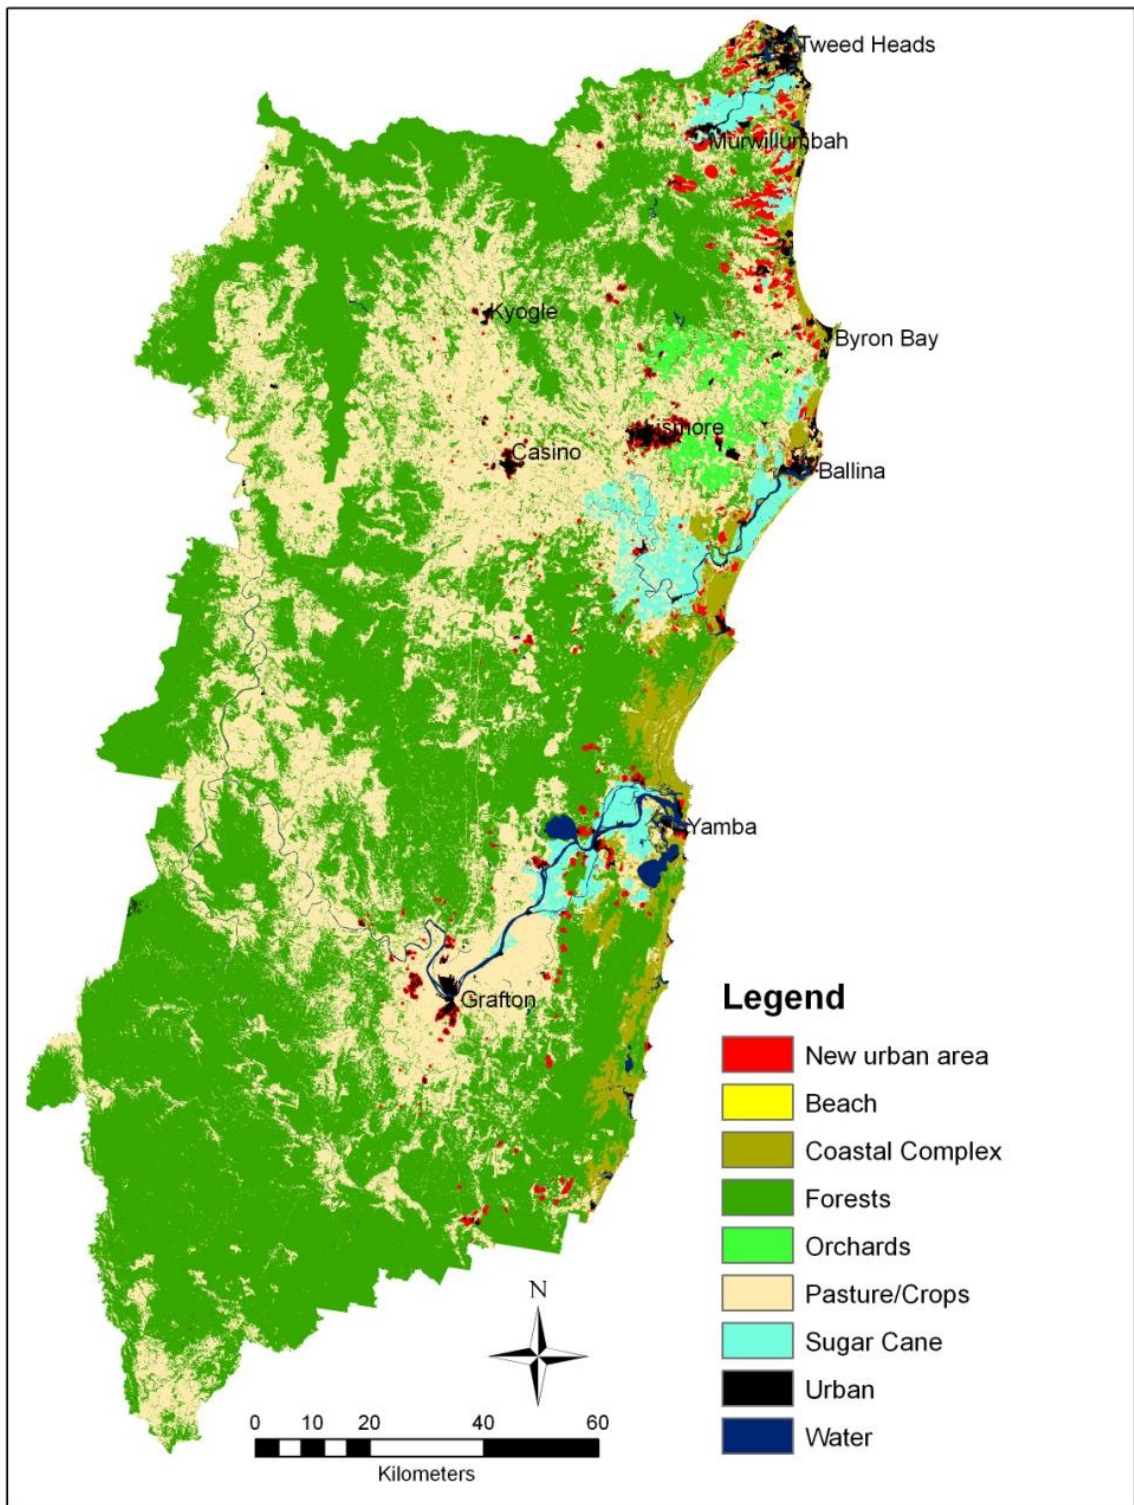 Tweed Heads
Murwillumbah
Kyogle
Byron Bay
Lismore
Casino
Ballina
Yamba
Grafton
Legend
New urban area
Beach
Coastal Complex
Forests
Orchards
Pasture/Crops
Sugar Cane
Urban
Water
N
0 10 20 40 60
Kilometers